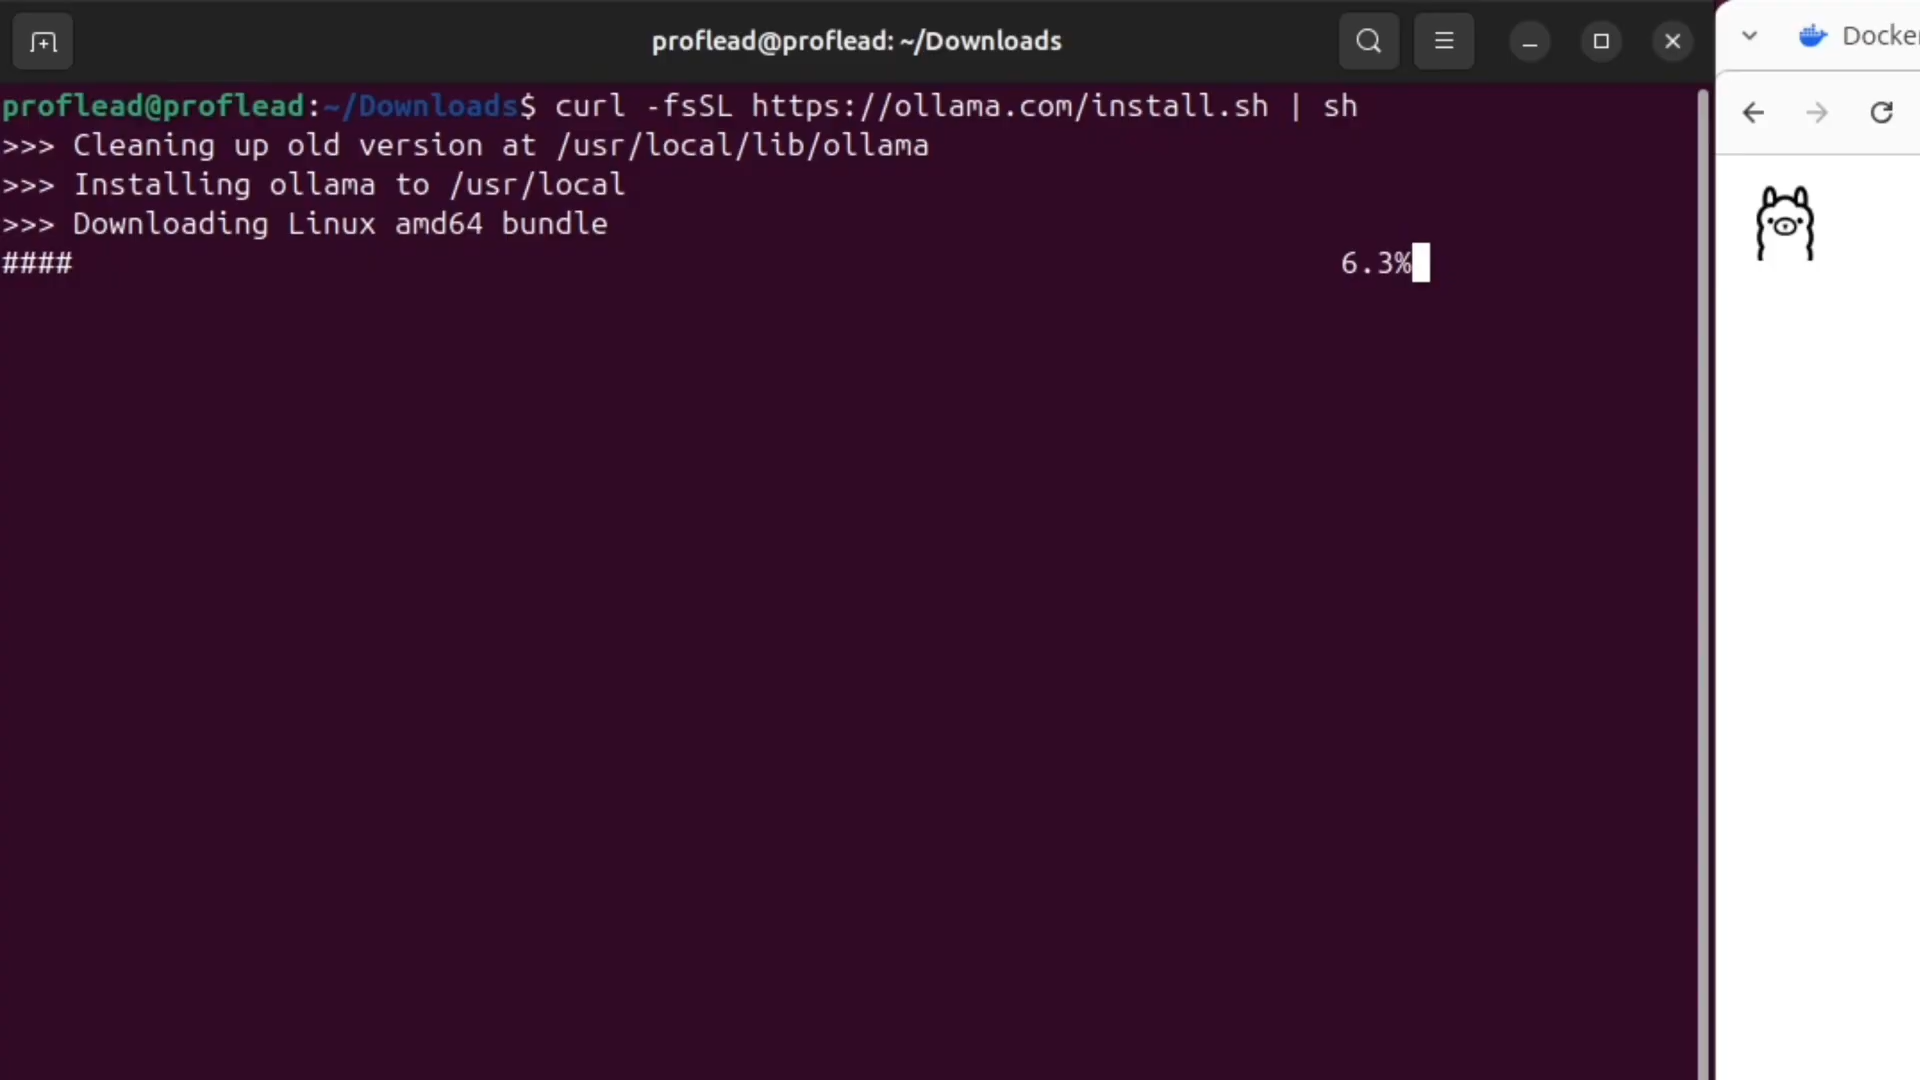 proflead@proflead: ~/Downloads
proflead@proflead:~/Downloads$ curl -fsSL https://ollama.com/install.sh | sh
>>> Cleaning up old version at /usr/local/lib/ollama
>>> Installing ollama to /usr/local
>>> Downloading Linux amd64 bundle
#### 6.3%
Docke